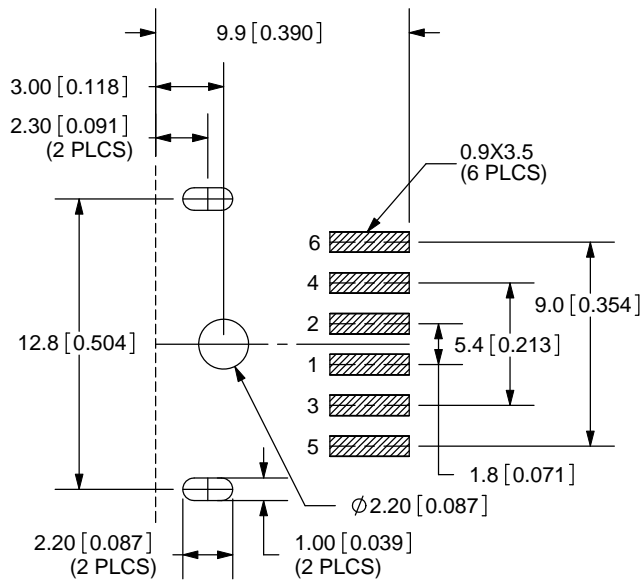 9.9 [0.390]
3.00 [0.118]
2.30 [0.091]
(2 PLCS)
0.9X3.5
(6 PLCS)
6
4
2
1
3
5
9.0 [0.354]
12.8 [0.504]
5.4 [0.213]
1.8 [0.071]
Ø2.20 [0.087]
2.20 [0.087]
(2 PLCS)
1.00 [0.039]
(2 PLCS)